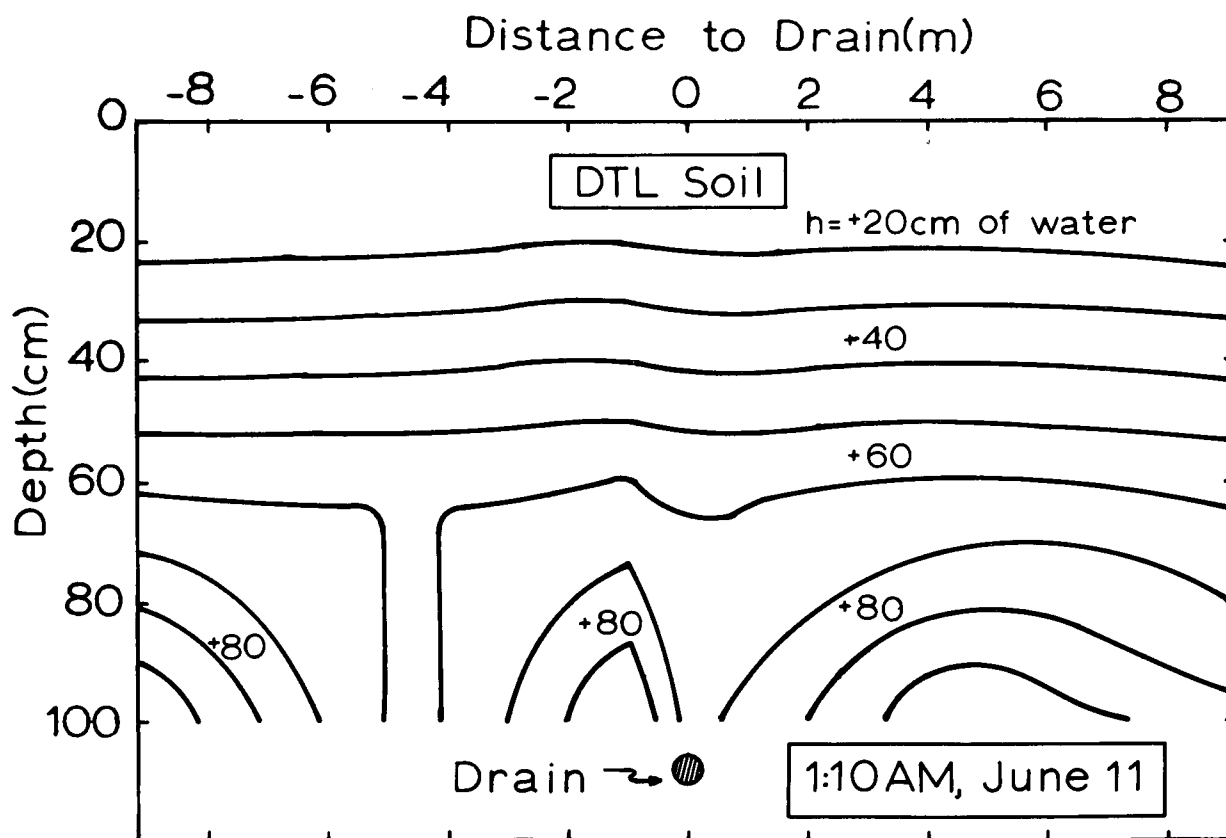 Distance to Drain(m)
-8 -6 -4 -2 0 2 4 6 8
0
DTL Soil
h=+20cm of water
20
+40
40
+60
60
Depth(cm)
+80
80
+80
+80
100
Drain
1:10AM, June 11